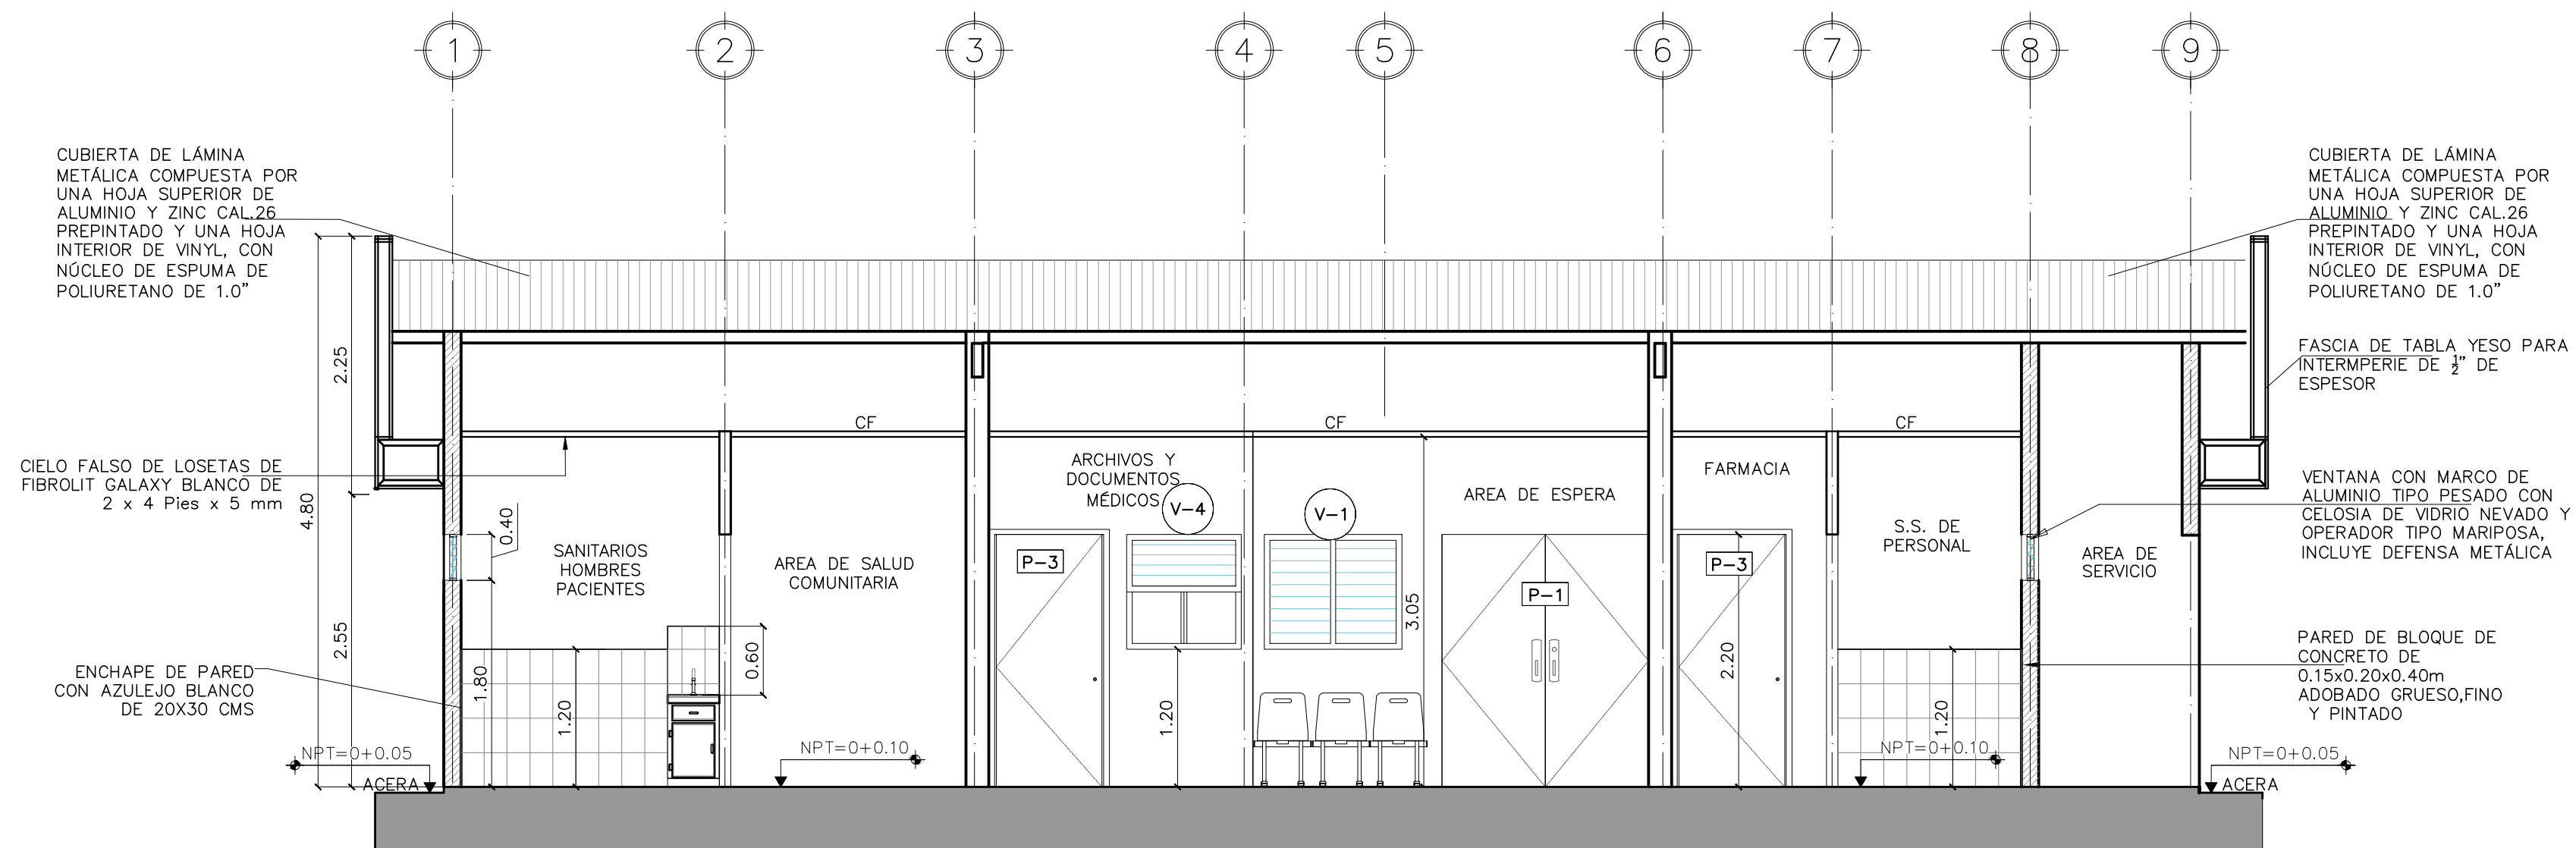 1
2
3
4
5
6
7
8
9
CUBIERTA DE LÁMINA
METÁLICA COMPUESTA POR
UNA HOJA SUPERIOR DE
ALUMINIO Y ZINC CAL.26
PREPINTADO Y UNA HOJA
INTERIOR DE VINYL, CON
NÚCLEO DE ESPUMA DE
POLIURETANO DE 1.0"
CUBIERTA DE LÁMINA
METÁLICA COMPUESTA POR
UNA HOJA SUPERIOR DE
ALUMINIO Y ZINC CAL.26
PREPINTADO Y UNA HOJA
INTERIOR DE VINYL, CON
NÚCLEO DE ESPUMA DE
POLIURETANO DE 1.0"
FASCIA DE TABLA YESO PARA
INTERMPERIE DE ½" DE
ESPESOR
2.25
4.80
2.55
CF
CF
CF
CIELO FALSO DE LOSETAS DE
FIBROLIT GALAXY BLANCO DE
2 x 4 Pies x 5 mm
ARCHIVOS Y
DOCUMENTOS
MÉDICOS
V-4
V-1
AREA DE ESPERA
FARMACIA
VENTANA CON MARCO DE
ALUMINIO TIPO PESADO CON
CELOSIA DE VIDRIO NEVADO Y
OPERADOR TIPO MARIPOSA,
INCLUYE DEFENSA METÁLICA
0.40
SANITARIOS
HOMBRES
PACIENTES
AREA DE SALUD
COMUNITARIA
P-3
P-1
P-3
S.S. DE
PERSONAL
AREA DE
SERVICIO
3.05
2.20
0.60
1.80
1.20
1.20
1.20
ENCHAPE DE PARED
CON AZULEJO BLANCO
DE 20X30 CMS
PARED DE BLOQUE DE
CONCRETO DE
0.15x0.20x0.40m
ADOBADO GRUESO,FINO
Y PINTADO
NPT=0+0.05
NPT=0+0.10
NPT=0+0.10
NPT=0+0.05
ACERA
ACERA